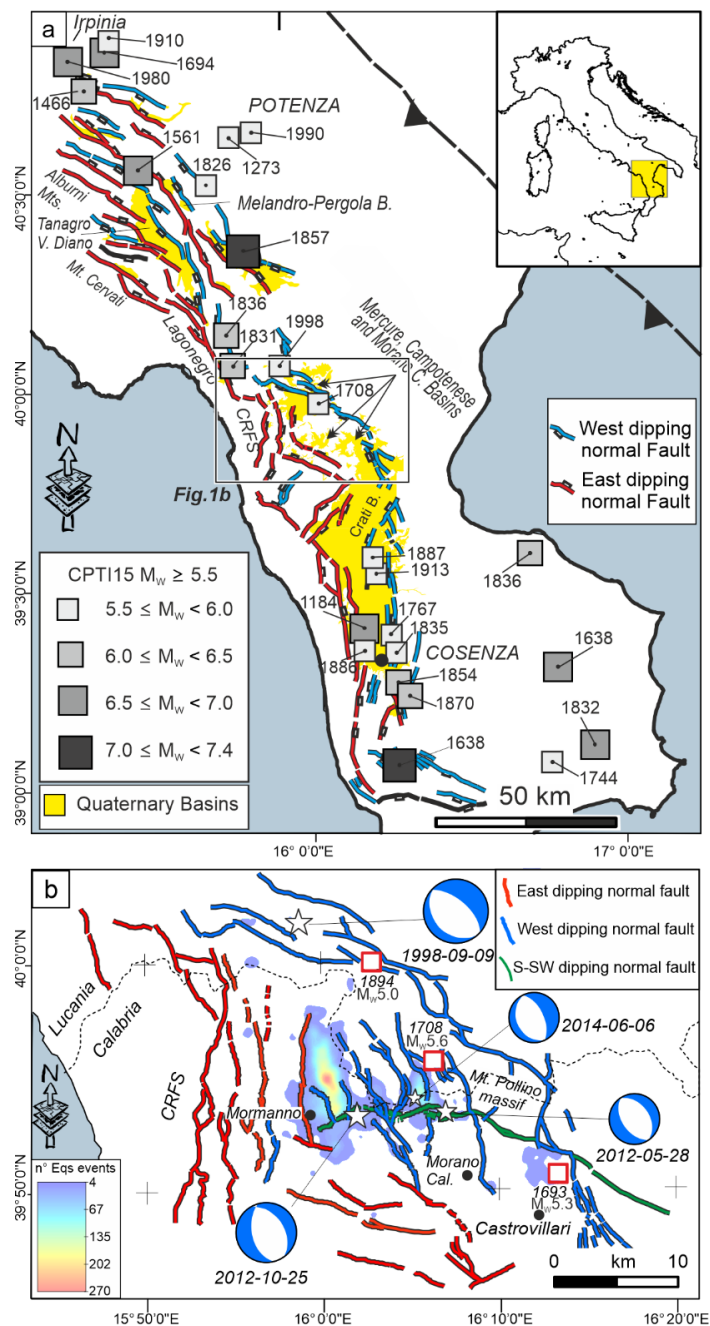 a
Irpinia
1910
1694
1980
1466
POTENZA
1990
1561
1273
1826
40°30'0"N
Alburni
Mts.
Melandro-Pergola B.
Tanagro
V. Diano
1857
Mt. Cervati
1836
1998
1831
Mercure, Campotenese
and Morano C. Basins
Lagonegro
1708
40°0'0"N
CRFS
N
West dipping
normal Fault
East dipping
normal Fault
Fig.1b
Crati B.
CPTI15 Mw ≥ 5.5
5.5 ≤ Mw < 6.0
6.0 ≤ Mw < 6.5
6.5 ≤ Mw < 7.0
7.0 ≤ Mw < 7.4
Quaternary Basins
1887
1913
1836
39°30'0"N
1184
1767
1835
1886
COSENZA
1638
1854
1870
1832
1638
1744
39°0'0"N
50 km
16°0'0"E
17°0'0"E
b
East dipping normal fault
West dipping normal fault
S-SW dipping normal fault
1998-09-09
40°0'0"N
1894
Mw5.0
Lucania
Calabria
2014-06-06
1708
Mw5.6
Mt. Pollino
massif
CRFS
N
Mormanno
2012-05-28
Morano
Cal.
n° Eqs events
4
67
135
202
270
39°50'N
1693
Mw5.3
Castrovillari
2012-10-25
0 km 10
15°50'E
16°0'E
16°10'E
16°20'E